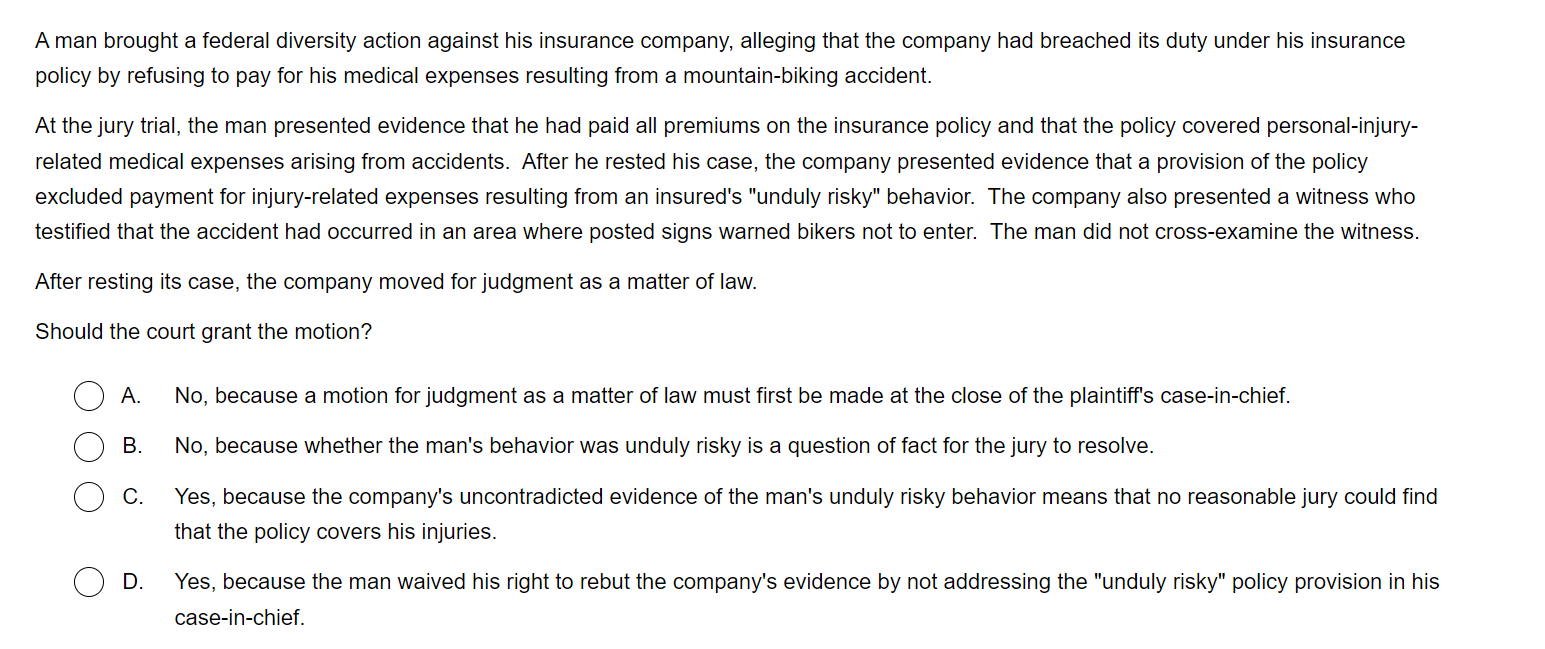 A man brought a federal diversity action against his insurance company, alleging that the company had breached its duty under his insurance
policy by refusing to pay for his medical expenses resulting from a mountain-biking accident.
At the jury trial, the man presented evidence that he had paid all premiums on the insurance policy and that the policy covered personal-injury-
related medical expenses arising from accidents.  After he rested his case, the company presented evidence that a provision of the policy
excluded payment for injury-related expenses resulting from an insured's "unduly risky" behavior.  The company also presented a witness who
testified that the accident had occurred in an area where posted signs warned bikers not to enter.  The man did not cross-examine the witness.
After resting its case, the company moved for judgment as a matter of law.
Should the court grant the motion?
A. No, because a motion for judgment as a matter of law must first be made at the close of the plaintiff's case-in-chief.
B. No, because whether the man's behavior was unduly risky is a question of fact for the jury to resolve.
C. Yes, because the company's uncontradicted evidence of the man's unduly risky behavior means that no reasonable jury could find
that the policy covers his injuries.
D. Yes, because the man waived his right to rebut the company's evidence by not addressing the "unduly risky" policy provision in his
case-in-chief.